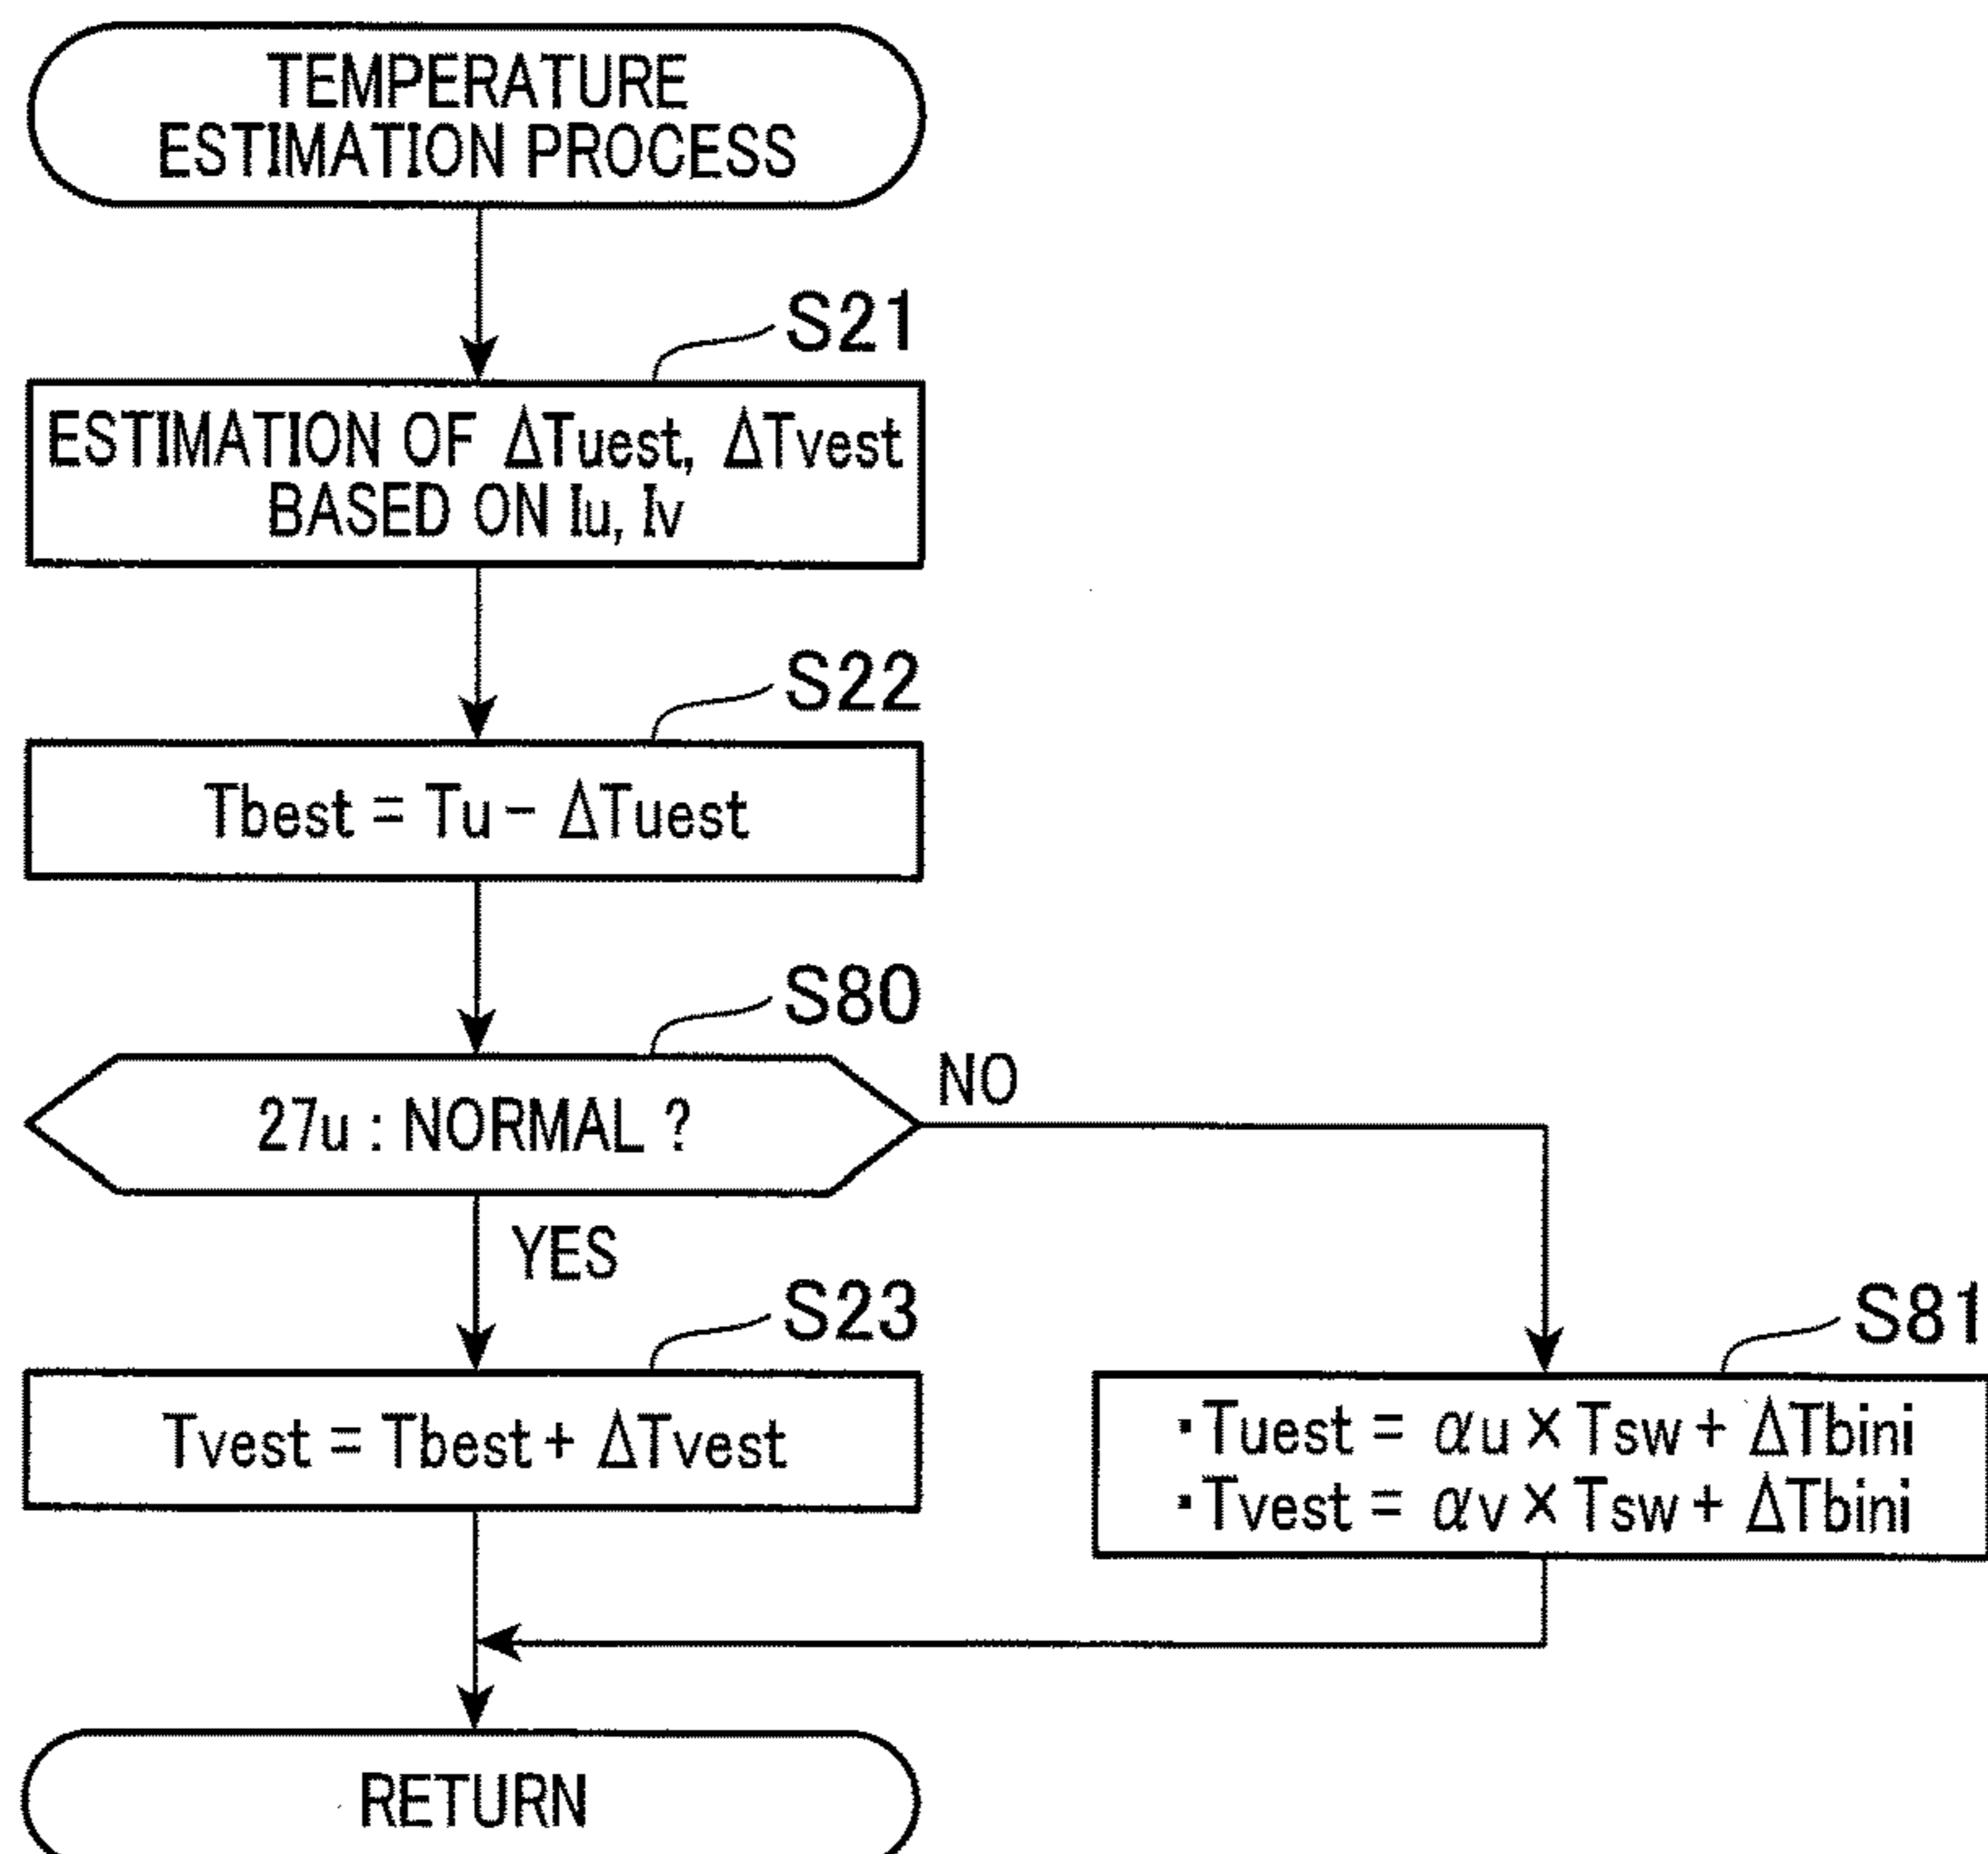 TEMPERATURE
ESTIMATION PROCESS
S21
ESTIMATION OF ΔTuest, ΔTvest
BASED ON Iu, Iv
S22
Tbest = Tu - ΔTuest
S80
27u : NORMAL ?
NO
YES
S23
Tvest = Tbest + ΔTvest
S81
・Tuest = αu × Tsw + ΔTbini
・Tvest = αv × Tsw + ΔTbini
RETURN